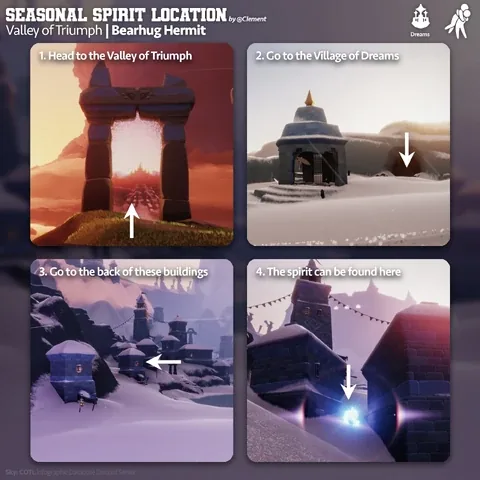 SEASONAL SPIRIT LOCATION by @Clement
Valley of Triumph | Bearhug Hermit
Dreams
1. Head to the Valley of Triumph
2. Go to the Village of Dreams
3. Go to the back of these buildings
4. The spirit can be found here